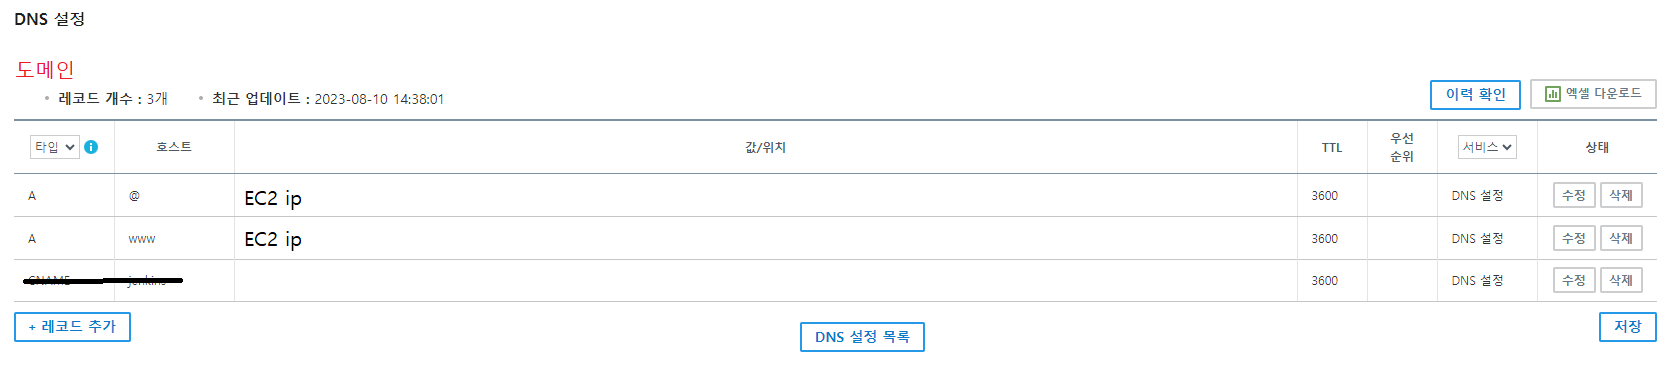 DNS 설정
도메인
레코드 개수 : 3개 최근 업데이트 : 2023-08-10 14:38:01 이력 확인 엑셀 다운로드
타입 호스트 값/위치 TTL 우선 순위 서비스 상태
A @ EC2 ip 3600 DNS 설정 수정 삭제
A www EC2 ip 3600 DNS 설정 수정 삭제
CNAME jenkins 3600 DNS 설정 수정 삭제
+ 레코드 추가 DNS 설정 목록 저장